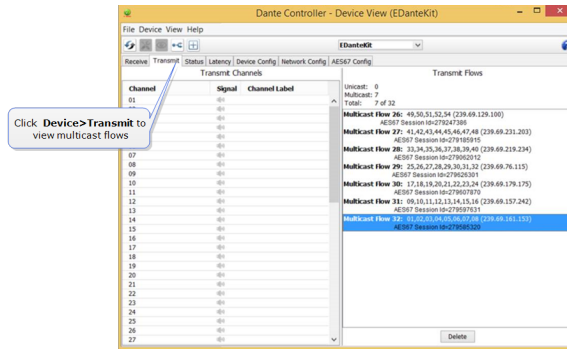 Dante Controller - Device View (EDanteKit)
File Device View Help
EDanteKit
Receive Transmit Status Latency Device Config Network Config AES67 Config
Transmit Channels
Channel Signal Channel Label
01
07
08
09
10
11
12
13
14
15
16
17
18
19
20
21
22
23
24
25
26
27
Click Device>Transmit to
view multicast flows
Transmit Flows
Unicast: 0
Multicast: 7
Total: 7 of 32
Multicast Flow 26: 49,50,51,52,54 (239.69.129.100)
AES67 Session Id=279247386
Multicast Flow 27: 41,42,43,44,45,46,47,48 (239.69.231.203)
AES67 Session Id=279185915
Multicast Flow 28: 33,34,35,36,37,38,39,40 (239.69.219.234)
AES67 Session Id=279062012
Multicast Flow 29: 25,26,27,28,29,30,31,32 (239.69.76.115)
AES67 Session Id=279626301
Multicast Flow 30: 17,18,19,20,21,22,23,24 (239.69.179.175)
AES67 Session Id=279607870
Multicast Flow 31: 09,10,11,12,13,14,15,16 (239.69.157.242)
AES67 Session Id=279597631
Multicast Flow 32: 01,02,03,04,05,06,07,08 (239.69.161.153)
AES67 Session Id=279585320
Delete